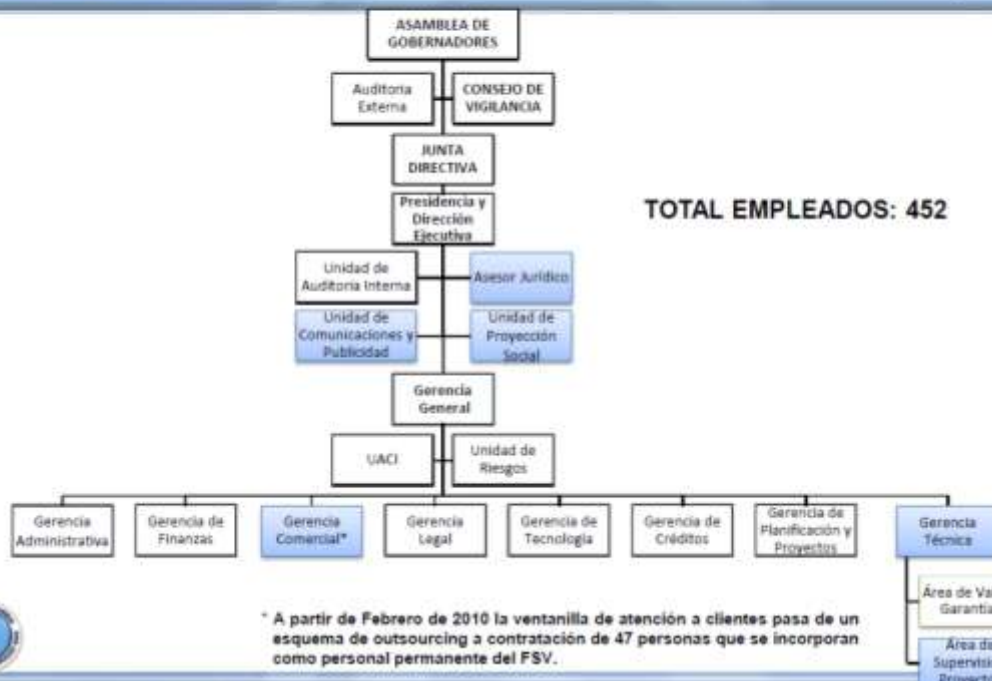 ASAMBLEA DE
GOBERNADORES
Auditoria
Externa
CONSEJO DE
VIGILANCIA
JUNTA
DIRECTIVA
Presidencia y
Dirección
Ejecutiva
TOTAL EMPLEADOS: 452
Unidad de
Auditoria Interna
Asesor Jurídico
Unidad de
Comunicaciones y
Publicidad
Unidad de
Proyección
Social
Gerencia
General
UACI
Unidad de
Riesgos
Gerencia
Administrativa
Gerencia de
Finanzas
Gerencia
Comercial*
Gerencia
Legal
Gerencia de
Tecnología
Gerencia de
Créditos
Gerencia de
Planificación y
Proyectos
Gerencia
Técnica
Área de
Área de
* A partir de Febrero de 2010 la ventanilla de atención a clientes pasa de un
esquema de outsourcing a contratación de 47 personas que se incorporan
como personal permanente del FSV.